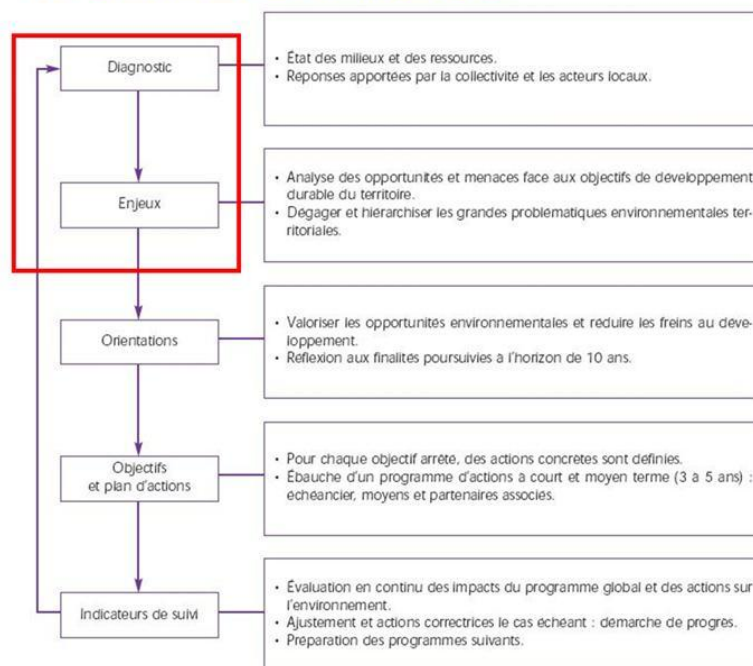 Diagnostic
• État des milieux et des ressources.
• Réponses apportées par la collectivité et les acteurs locaux.
Enjeux
• Analyse des opportunités et menaces face aux objectifs de développement
durable du territoire.
• Dégager et hiérarchiser les grandes problématiques environnementales ter-
ritoriales.
Orientations
• Valoriser les opportunités environnementales et réduire les freins au déve-
loppement.
• Réflexion aux finalités poursuivies à l'horizon de 10 ans.
Objectifs
et plan d'actions
• Pour chaque objectif arrêté, des actions concrètes sont définies.
• Ébauche d'un programme d'actions a court et moyen terme (3 a 5 ans) :
échéancier, moyens et partenaires associés.
Indicateurs de suivi
• Évaluation en continu des impacts du programme global et des actions sur
l'environnement.
• Ajustement et actions correctrices le cas échéant : démarche de progrès.
• Préparation des programmes suivants.